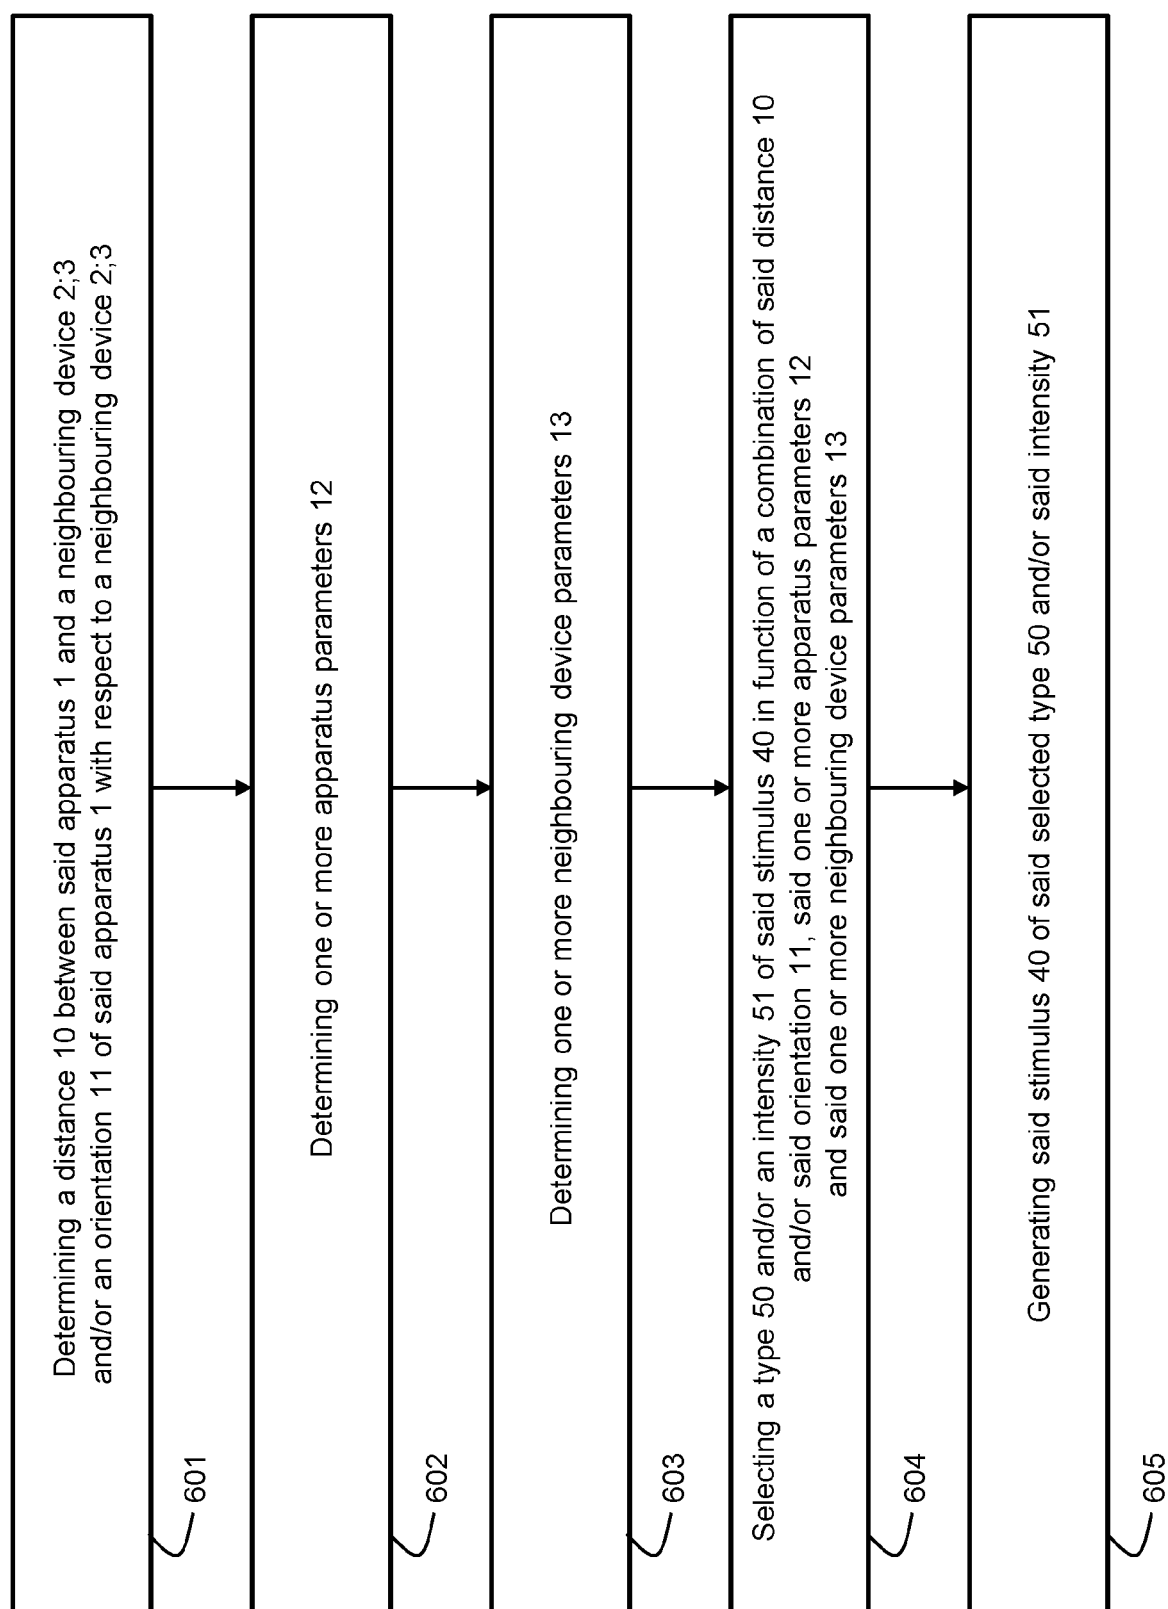 Determining a distance 10 between said apparatus 1 and a neighbouring device 2;3
and/or an orientation 11 of said apparatus 1 with respect to a neighbouring device 2;3
601
Determining one or more apparatus parameters 12
602
Determining one or more neighbouring device parameters 13
603
Selecting a type 50 and/or an intensity 51 of said stimulus 40 in function of a combination of said distance 10
and/or said orientation 11, said one or more apparatus parameters 12
and said one or more neighbouring device parameters 13
604
Generating said stimulus 40 of said selected type 50 and/or said intensity 51
605